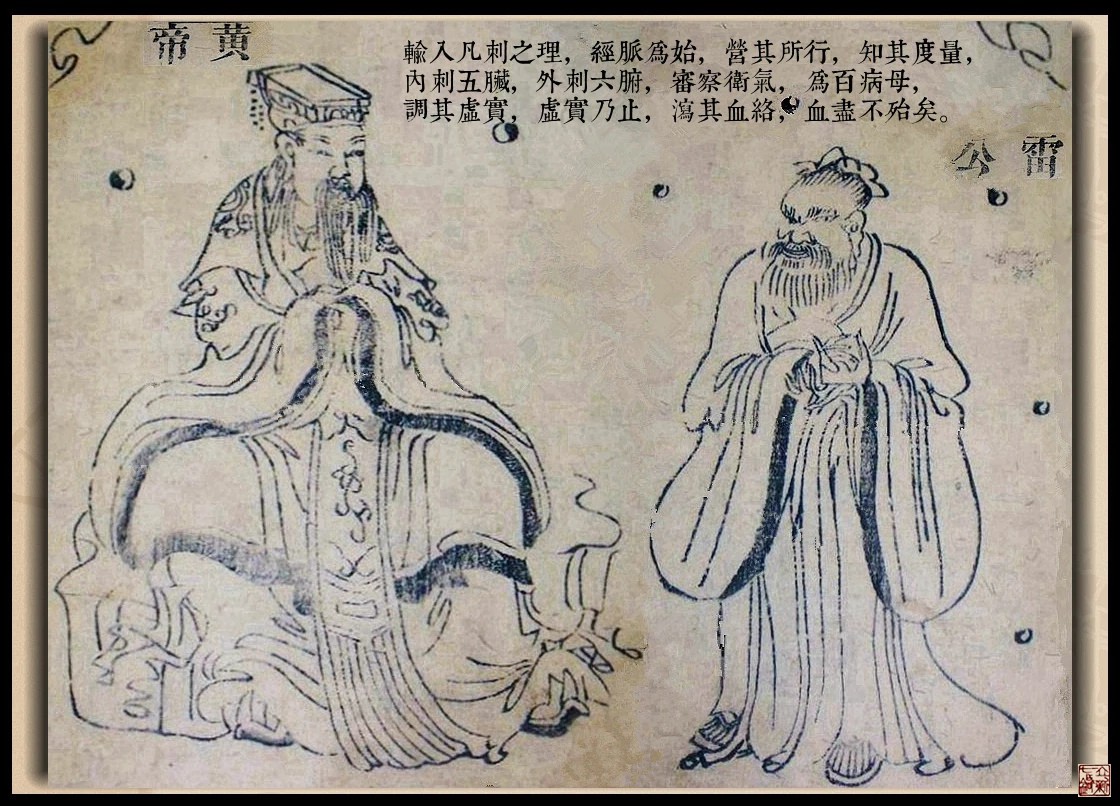 黄帝
輸入凡刺之理，經脈爲始，營其所行，知其度量，
內刺五臟，外刺六腑，審察衛氣，爲百病母，
調其虛實，虛實乃止，瀉其血絡，血盡不殆矣。
雷公